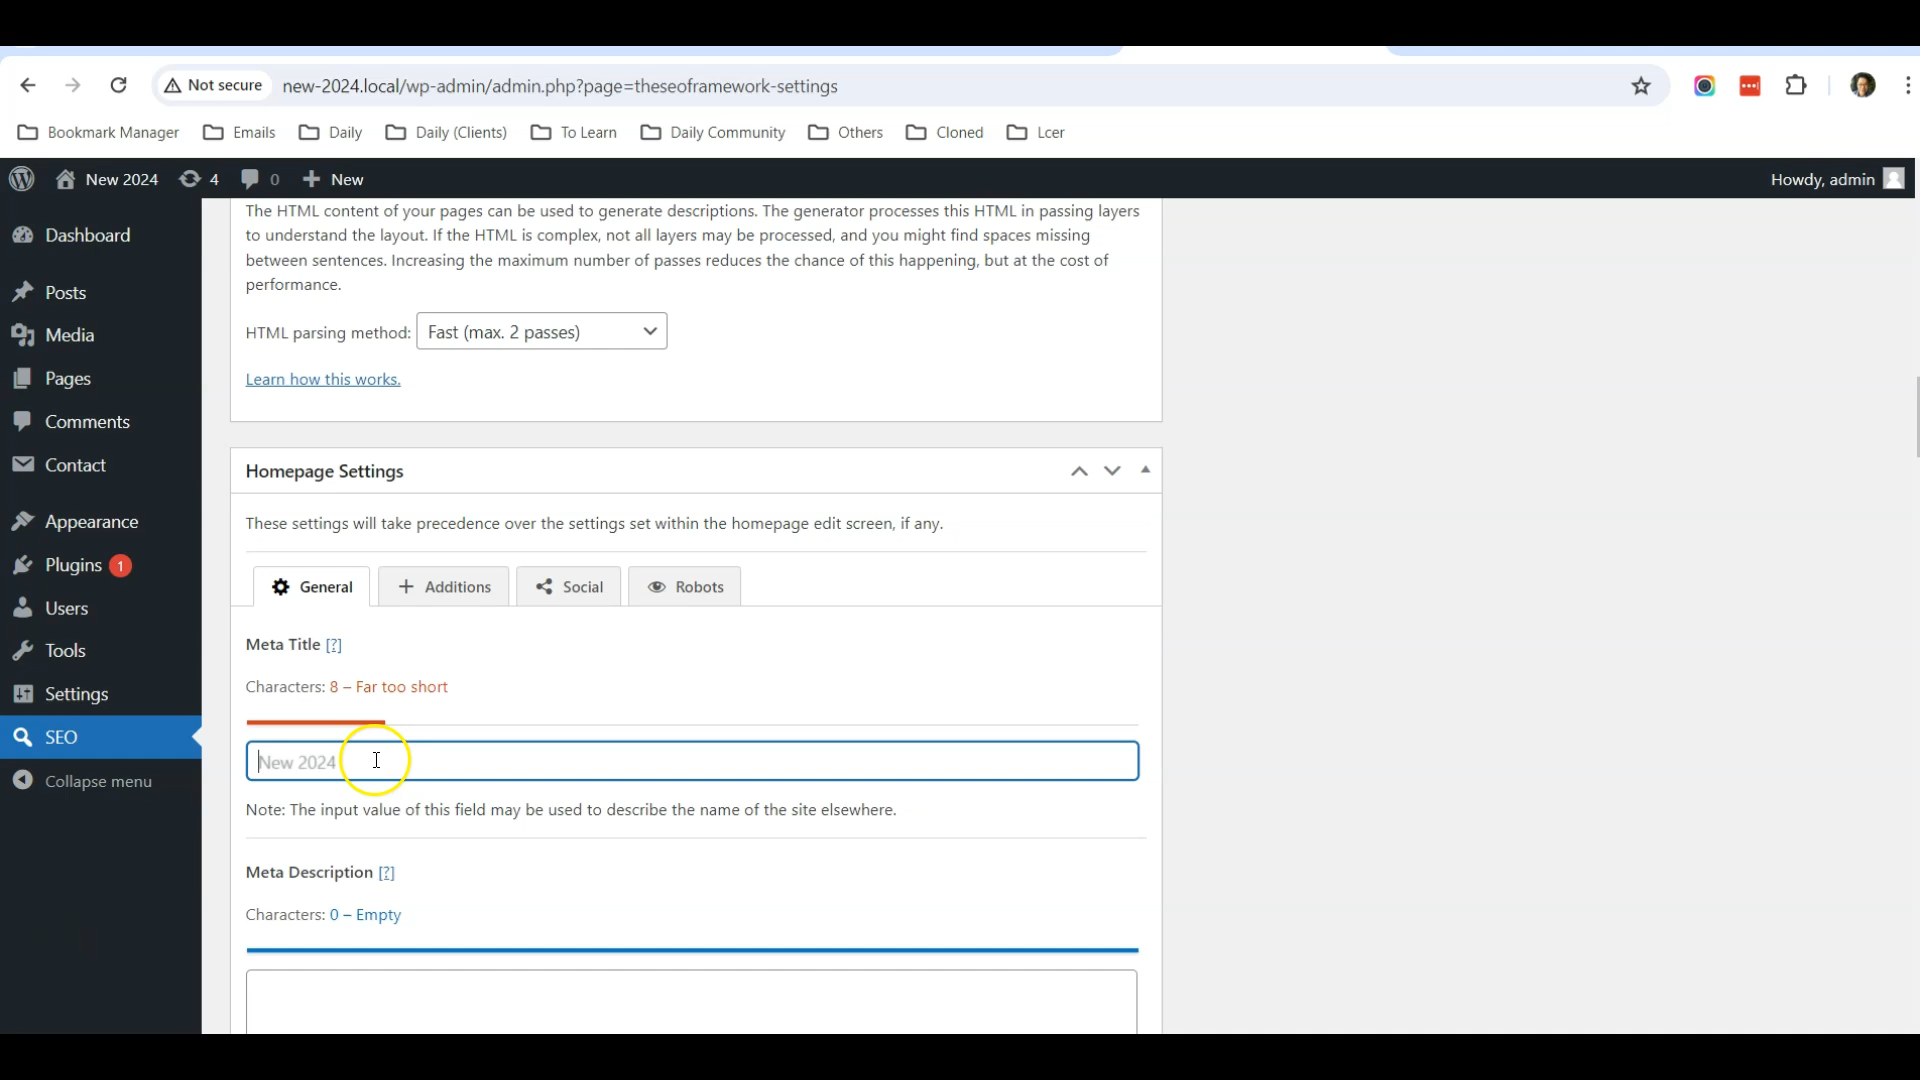 Not secure new-2024.local/wp-admin/admin.php?page=theseoframework-settings
Bookmark Manager Emails Daily Daily (Clients) To Learn Daily Community Others Cloned Lcer
New 2024 4 0 New Howdy, admin
Dashboard
Posts
Media
Pages
Comments
Contact
Appearance
Plugins 1
Users
Tools
Settings
SEO
Collapse menu
The HTML content of your pages can be used to generate descriptions. The generator processes this HTML in passing layers
to understand the layout. If the HTML is complex, not all layers may be processed, and you might find spaces missing
between sentences. Increasing the maximum number of passes reduces the chance of this happening, but at the cost of
performance.
HTML parsing method: Fast (max. 2 passes)
Learn how this works.
Homepage Settings
These settings will take precedence over the settings set within the homepage edit screen, if any.
General Additions Social Robots
Meta Title [?]
Characters: 8 – Far too short
New 2024
Note: The input value of this field may be used to describe the name of the site elsewhere.
Meta Description [?]
Characters: 0 – Empty